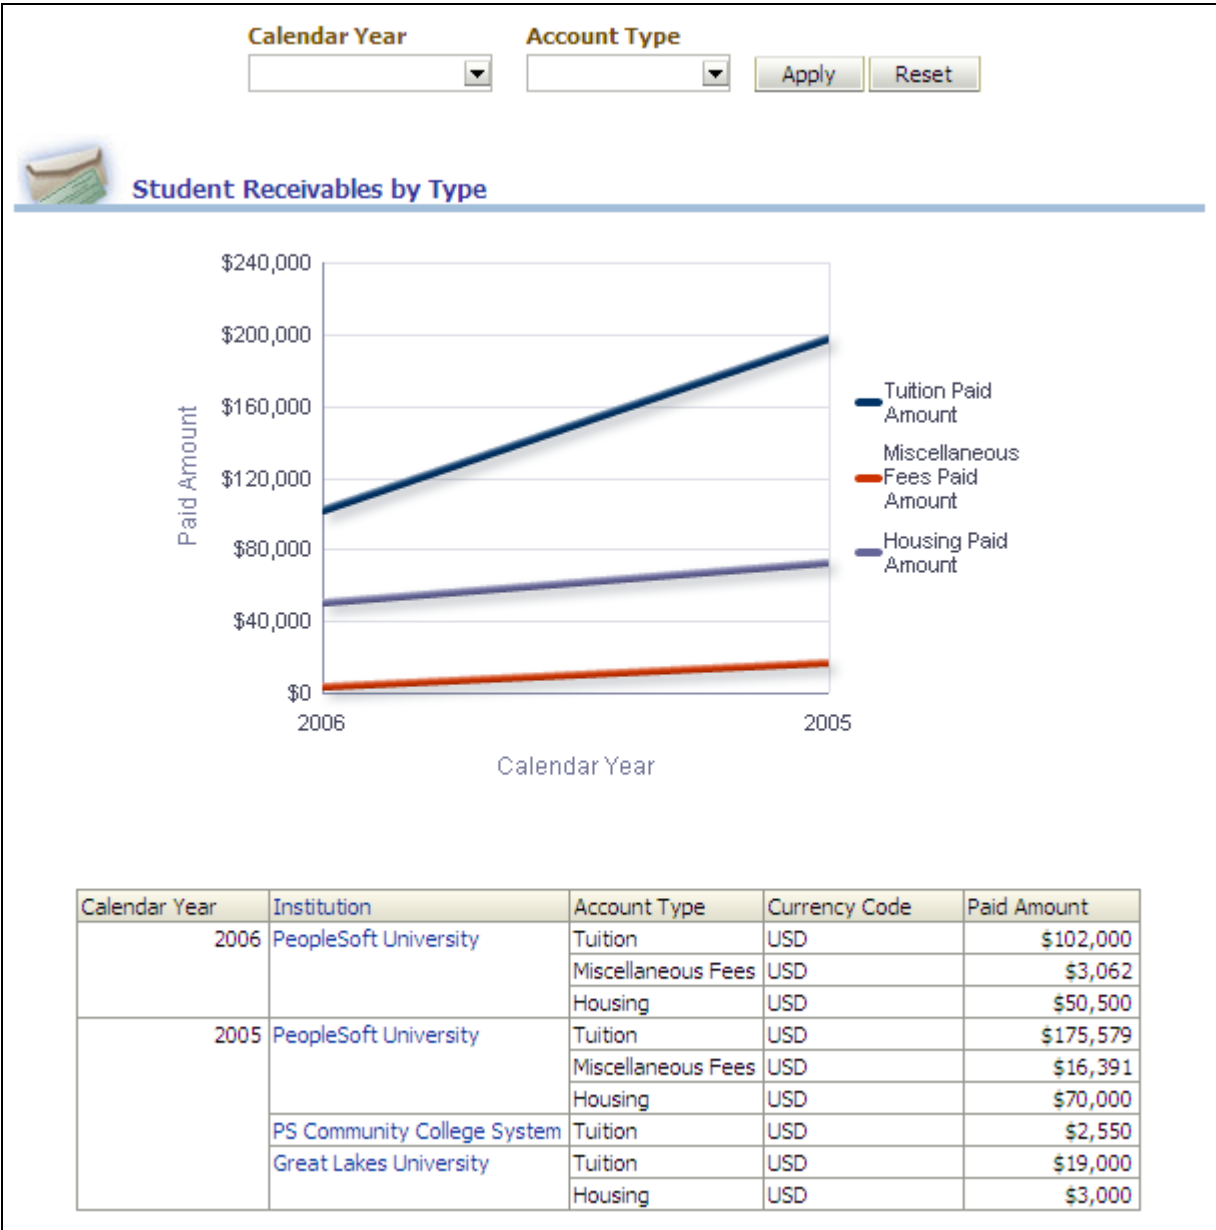 Calendar Year Account Type
Apply Reset
Student Receivables by Type
$240,000
$200,000
$160,000
$120,000
$80,000
$40,000
$0
Paid Amount
2006 2005
Calendar Year
Tuition Paid
Amount
Miscellaneous
Fees Paid
Amount
Housing Paid
Amount
Calendar Year Institution Account Type Currency Code Paid Amount
2006 PeopleSoft University Tuition USD $102,000
Miscellaneous Fees USD $3,062
Housing USD $50,500
2005 PeopleSoft University Tuition USD $175,579
Miscellaneous Fees USD $16,391
Housing USD $70,000
PS Community College System Tuition USD $2,550
Great Lakes University Tuition USD $19,000
Housing USD $3,000